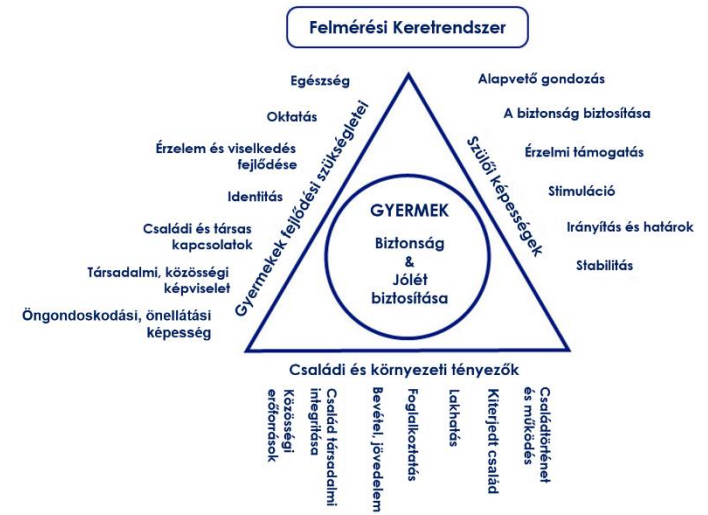 Felmérési Keretrendszer
Egészség
Oktatás
Érzelem és viselkedés
fejlődése
Identitás
Családi és társas
kapcsolatok
Társadalmi, közösségi
képviselet
Öngondoskodási, önellátási
képesség
Gyermekek fejlődési szükségletei
Alapvető gondozás
A biztonság biztosítása
Érzelmi támogatás
Stimuláció
Irányítás és határok
Stabilitás
Szülői képességek
GYERMEK
Biztonság
&
Jólét
biztosítása
Családi és környezeti tényezők
Közösségi
erőforrások
Család társadalmi
integritása
Bevétel, jövedelem
Foglalkoztatás
Lakhatás
Kiterjedt család
Családtörténet
és működés